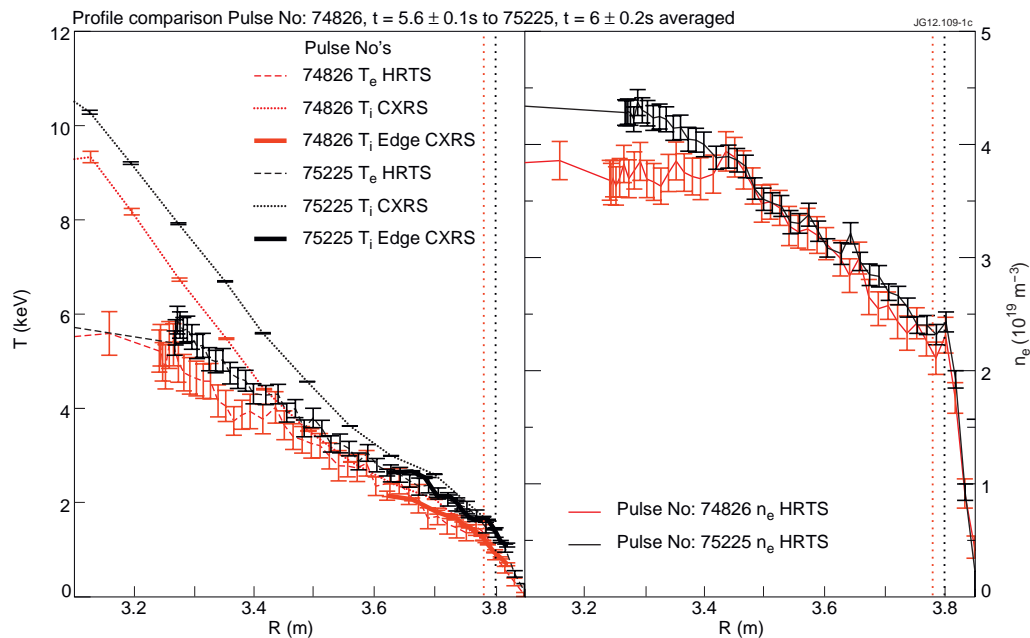 Profile comparison Pulse No: 74826, t = 5.6 ± 0.1s to 75225, t = 6 ± 0.2s averaged
JG12.109-1c
Pulse No's
74826 Te HRTS
74826 Ti CXRS
74826 Ti Edge CXRS
75225 Te HRTS
75225 Ti CXRS
75225 Ti Edge CXRS
12
10
8
6
4
2
0
T (keV)
3.2
3.4
3.6
3.8
R (m)
Pulse No: 74826 ne HRTS
Pulse No: 75225 ne HRTS
3.2
3.4
3.6
3.8
R (m)
5
4
3
2
1
0
ne (10^19 m^-3)